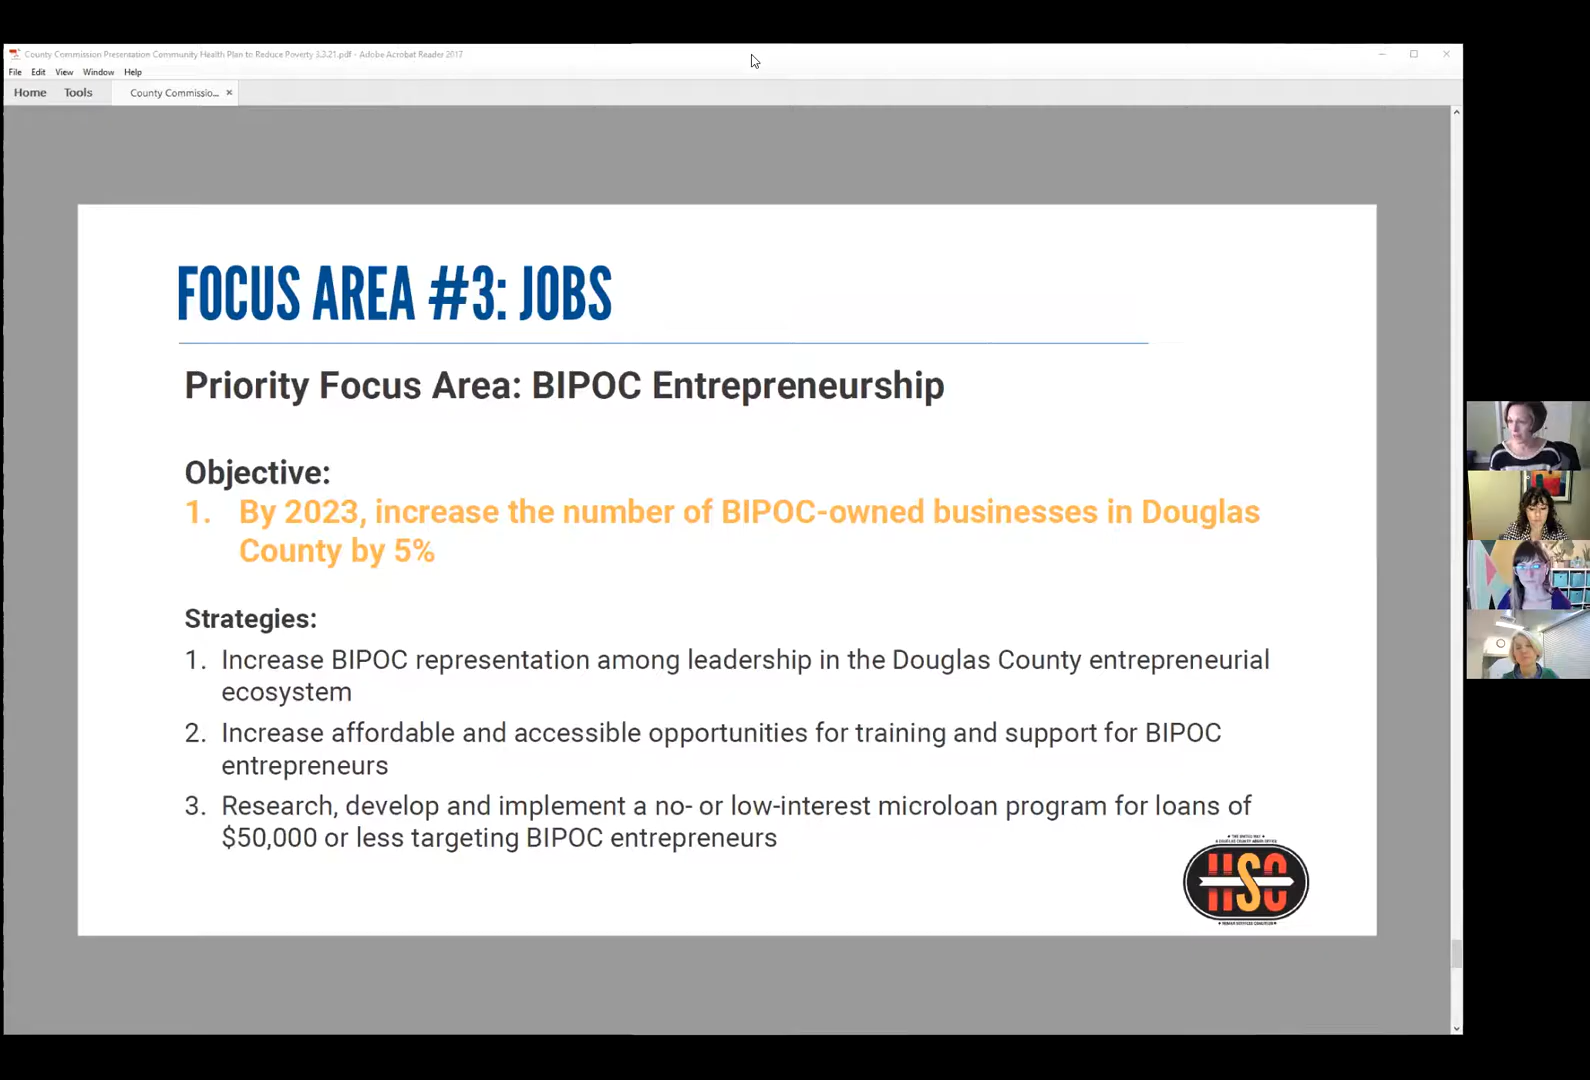 County Commission Presentation Community Health Plan to Reduce Poverty 3.3.21.pdf - Adobe Acrobat Reader 2017
File Edit View Window Help
Home Tools County Commissio... ×
FOCUS AREA #3: JOBS
Priority Focus Area: BIPOC Entrepreneurship
Objective:
1. By 2023, increase the number of BIPOC-owned businesses in Douglas
County by 5%
Strategies:
1. Increase BIPOC representation among leadership in the Douglas County entrepreneurial
ecosystem
2. Increase affordable and accessible opportunities for training and support for BIPOC
entrepreneurs
3. Research, develop and implement a no- or low-interest microloan program for loans of
$50,000 or less targeting BIPOC entrepreneurs
HSC